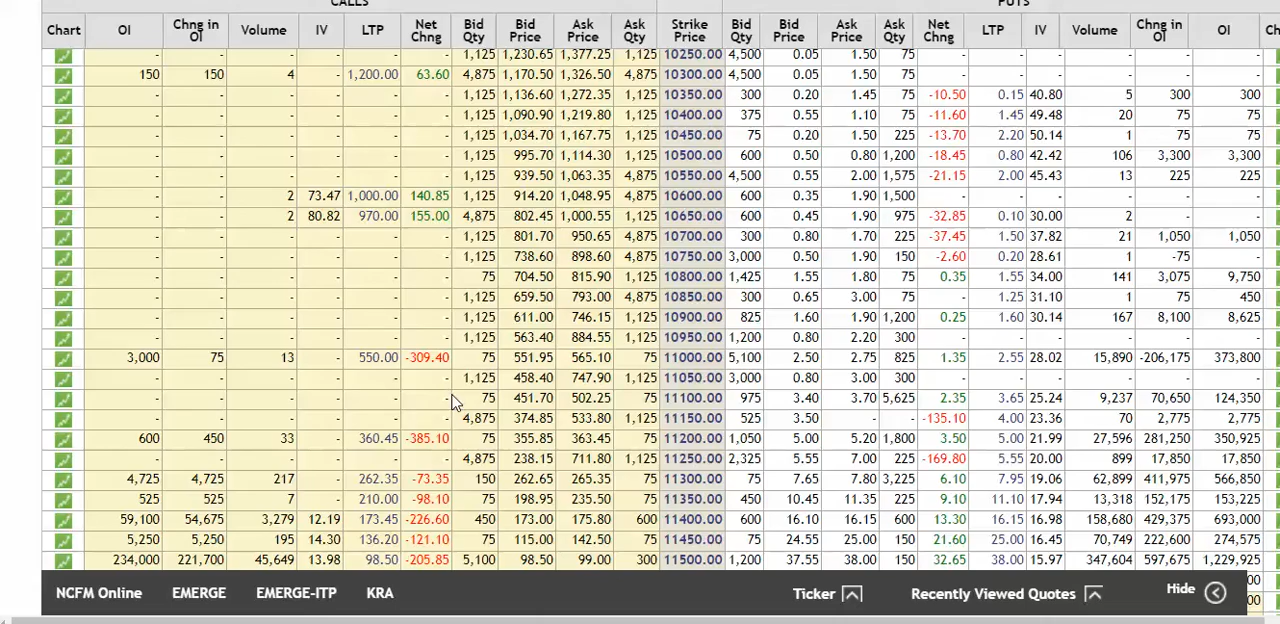 CALLS PUTS
Chart OI Chng in OI Volume IV LTP Net Chng Bid Qty Bid Price Ask Price Ask Qty Strike Price Bid Qty Bid Price Ask Price Ask Qty Net Chng LTP IV Volume Chng in OI OI
- - - - - - 1,125 1,230.65 1,377.25 1,125 10250.00 4,500 0.05 1.50 75 - - - - - -
150 150 4 - 1,200.00 63.60 4,875 1,170.50 1,326.50 4,875 10300.00 4,500 0.05 1.50 75 - - - - - -
- - - - - - 1,125 1,136.60 1,272.35 1,125 10350.00 300 0.20 1.45 75 -10.50 0.15 40.80 5 300 300
- - - - - - 1,125 1,090.90 1,219.80 1,125 10400.00 375 0.55 1.10 75 -11.60 1.45 49.48 20 75 75
- - - - - - 1,125 1,034.70 1,167.75 1,125 10450.00 75 0.20 1.50 225 -13.70 2.20 50.14 1 75 75
- - - - - - 1,125 995.70 1,114.30 1,125 10500.00 600 0.50 0.80 1,200 -18.45 0.80 42.42 106 3,300 3,300
- - - - - - 1,125 939.50 1,063.35 1,125 10550.00 4,500 0.55 2.00 1,575 -21.15 2.00 45.43 13 225 225
- - 2 73.47 1,000.00 140.85 1,125 914.20 1,048.95 1,125 10600.00 600 0.35 1.90 1,500 - - - - - -
- - 2 80.82 970.00 155.00 4,875 802.45 1,000.55 1,125 10650.00 600 0.45 1.90 975 -32.85 0.10 30.00 2 - -
- - - - - - 1,125 801.70 950.65 4,875 10700.00 300 0.80 1.70 225 -37.45 1.50 37.82 21 1,050 1,050
- - - - - - 1,125 738.60 898.60 4,875 10750.00 3,000 0.50 1.90 150 -2.60 0.20 28.61 1 -75 -
- - - - - - 75 704.50 815.90 1,125 10800.00 1,425 1.55 1.80 75 0.35 1.55 34.00 141 3,075 9,750
- - - - - - 1,125 659.50 793.00 4,875 10850.00 300 0.65 3.00 75 - 1.25 31.10 1 75 450
- - - - - - 1,125 611.00 746.15 1,125 10900.00 825 1.60 1.90 1,200 0.25 1.60 30.14 167 8,100 8,625
- - - - - - 1,125 563.40 884.55 1,125 10950.00 1,200 0.80 2.20 300 - - - - - -
3,000 75 13 - 550.00 -309.40 75 551.95 565.10 75 11000.00 5,100 2.50 2.75 825 1.35 2.55 28.02 15,890 -206,175 373,800
- - - - - - 1,125 458.40 747.90 1,125 11050.00 3,000 0.80 3.00 300 - - - - - -
- - - - - - 75 451.70 502.25 75 11100.00 975 3.40 3.70 5,625 2.35 3.65 25.24 9,237 70,650 124,350
- - - - - - 4,875 374.85 533.80 1,125 11150.00 525 3.50 - - -135.10 4.00 23.36 70 2,775 2,775
600 450 33 - 360.45 -385.10 75 355.85 363.45 75 11200.00 1,050 5.00 5.20 1,800 3.50 5.00 21.99 27,596 281,250 350,925
- - - - - - 4,875 238.15 711.80 1,125 11250.00 2,325 5.55 7.00 225 -169.80 5.55 20.00 899 17,850 17,850
4,725 4,725 217 - 262.35 -73.35 150 262.65 265.35 75 11300.00 75 7.65 7.80 3,225 6.10 7.95 19.06 62,899 411,975 566,850
525 525 7 - 210.00 -98.10 75 198.95 235.50 75 11350.00 450 10.45 11.35 225 9.10 11.10 17.94 13,318 152,175 153,225
59,100 54,675 3,279 12.19 173.45 -226.60 450 173.00 175.80 600 11400.00 600 16.10 16.15 600 13.30 16.15 16.98 158,680 429,375 693,000
5,250 5,250 195 14.30 136.20 -121.10 75 115.00 142.50 75 11450.00 75 24.55 25.00 150 21.60 25.00 16.45 70,749 222,600 274,575
234,000 221,700 45,649 13.98 98.50 -205.85 5,100 98.50 99.00 300 11500.00 1,200 37.55 38.00 150 32.65 38.00 15.97 347,604 597,675 1,229,925
NCFM Online EMERGE EMERGE-ITP KRA Ticker Recently Viewed Quotes Hide